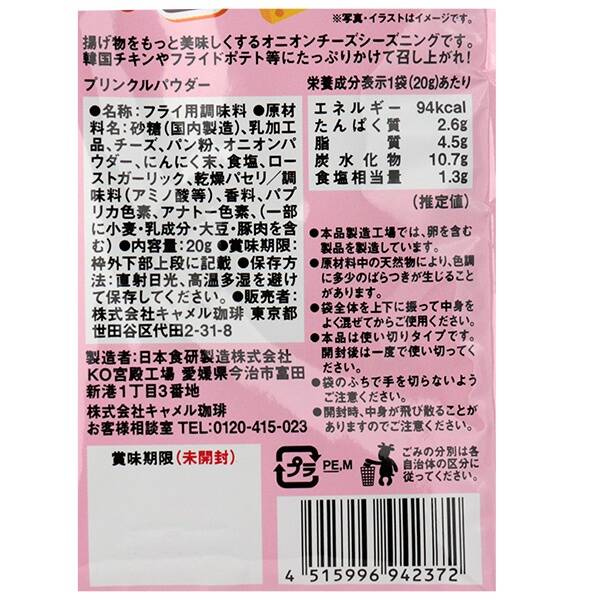 ※写真・イラストはイメージです。
揚げ物をもっと美味しくするオニオンチーズシーズニングです。
韓国チキンやフライドポテト等にたっぷりかけて召し上がれ!
プリンクルパウダー
●名称:フライ用調味料 ●原材
料名:砂糖(国内製造)、乳加工
品、チーズ、パン粉、オニオンパ
ウダー、にんにく末、食塩、ロー
ストガーリック、乾燥パセリ/調
味料(アミノ酸等)、香料、パプ
リカ色素、アナトー色素、(一部
に小麦・乳成分・大豆・豚肉を含
む) ●内容量:20g ●賞味期限:
枠外下部上段に記載 ●保存方
法:直射日光、高温多湿を避け
て保存してください。●販売者:
株式会社キャメル珈琲 東京都
世田谷区代田2-31-8
製造者:日本食研製造株式会社
KO宮殿工場 愛媛県今治市富田
新港1丁目3番地
株式会社キャメル珈琲
お客様相談室 TEL:0120-415-023
賞味期限(未開封)
栄養成分表示1袋(20g)あたり
エネルギー 94kcal
たんぱく質 2.6g
脂質 4.5g
炭水化物 10.7g
食塩相当量 1.3g
(推定値)
●本品製造工場では、卵を含む
製品を製造しています。
●原材料中の天然物により、色調
に多少のばらつきが生じること
があります。
●袋全体を上下に振って中身を
よく混ぜてからご使用ください。
●本品は使い切りタイプです。
開封後は一度で使い切ってく
ださい。
●袋のふちで手を切らないよう
ご注意ください。
●開封時、中身が飛び散ることが
ありますのでご注意ください。
プラ
PE,M
ごみの分別は各
自治体の区分に
従ってください。
4 515996 942372